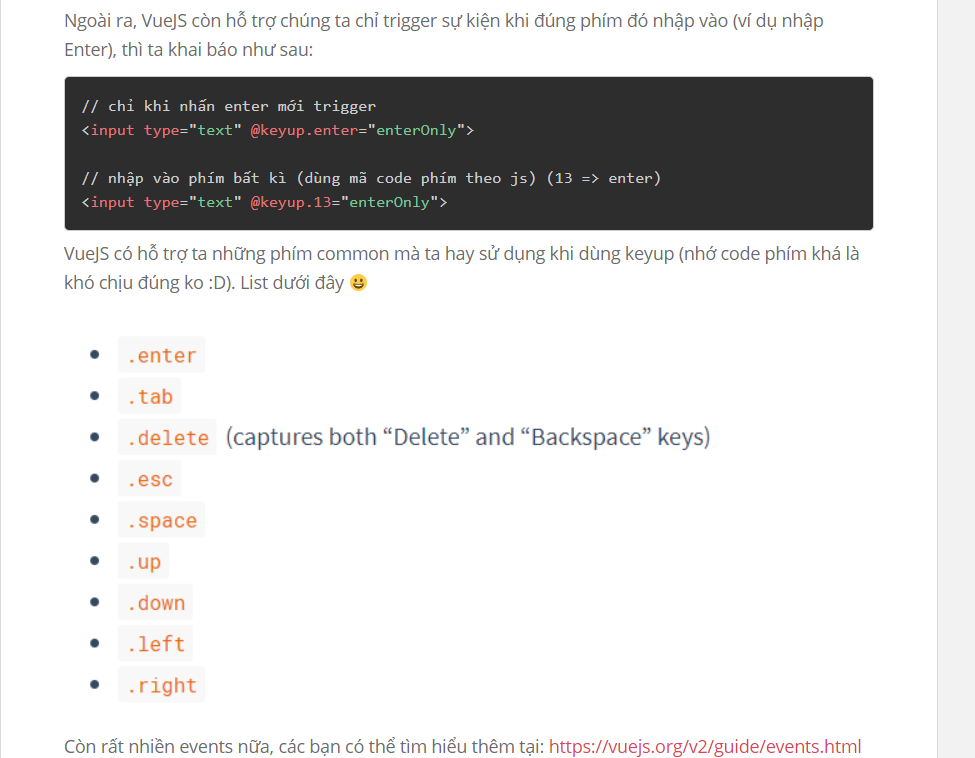 Ngoài ra, VueJS còn hỗ trợ chúng ta chỉ trigger sự kiện khi đúng phím đó nhập vào (ví dụ nhập
Enter), thì ta khai báo như sau:
// chỉ khi nhấn enter mới trigger
<input type="text" @keyup.enter="enterOnly">
// nhập vào phím bất kì (dùng mã code phím theo js) (13 => enter)
<input type="text" @keyup.13="enterOnly">
VueJS có hỗ trợ ta những phím common mà ta hay sử dụng khi dùng keyup (nhớ code phím khá là
khó chịu đúng ko :D). List dưới đây 😀
• .enter
• .tab
• .delete (captures both “Delete” and “Backspace” keys)
• .esc
• .space
• .up
• .down
• .left
• .right
Còn rất nhiền events nữa, các bạn có thể tìm hiểu thêm tại: https://vuejs.org/v2/guide/events.html